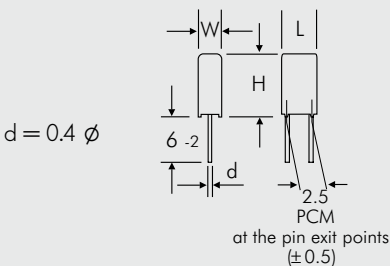 W
L
H
d = 0.4 ϕ
6 -2
d
2.5
PCM
at the pin exit points
(±0.5)